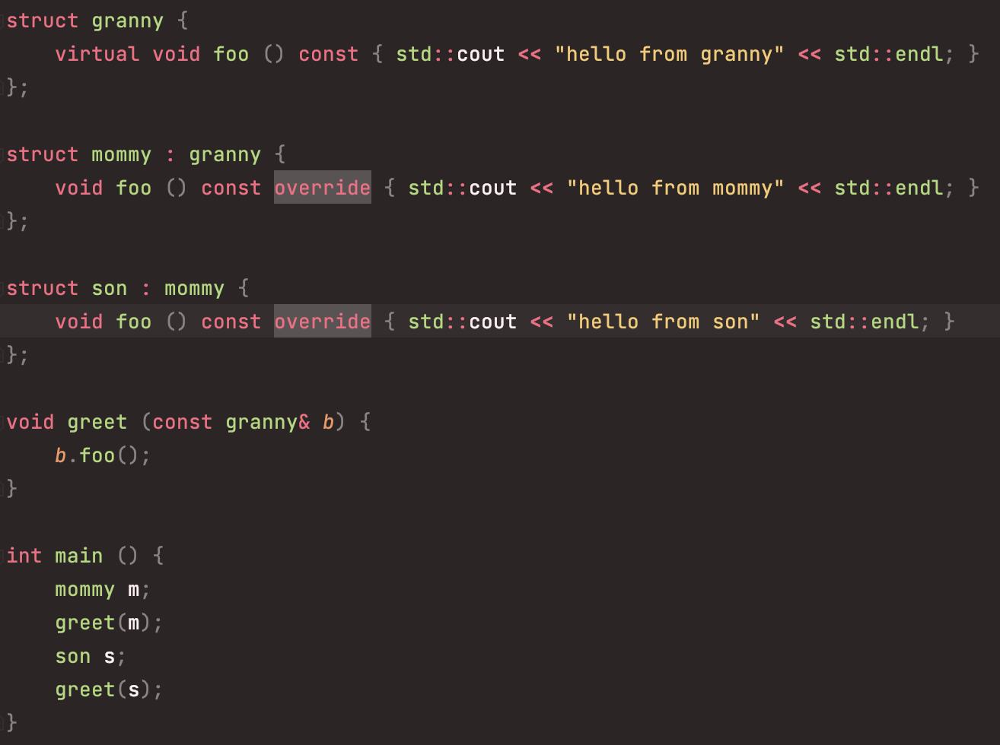 struct granny {
    virtual void foo () const { std::cout << "hello from granny" << std::endl; }
};

struct mommy : granny {
    void foo () const override { std::cout << "hello from mommy" << std::endl; }
};

struct son : mommy {
    void foo () const override { std::cout << "hello from son" << std::endl; }
};

void greet (const granny& b) {
    b.foo();
}

int main () {
    mommy m;
    greet(m);
    son s;
    greet(s);
}